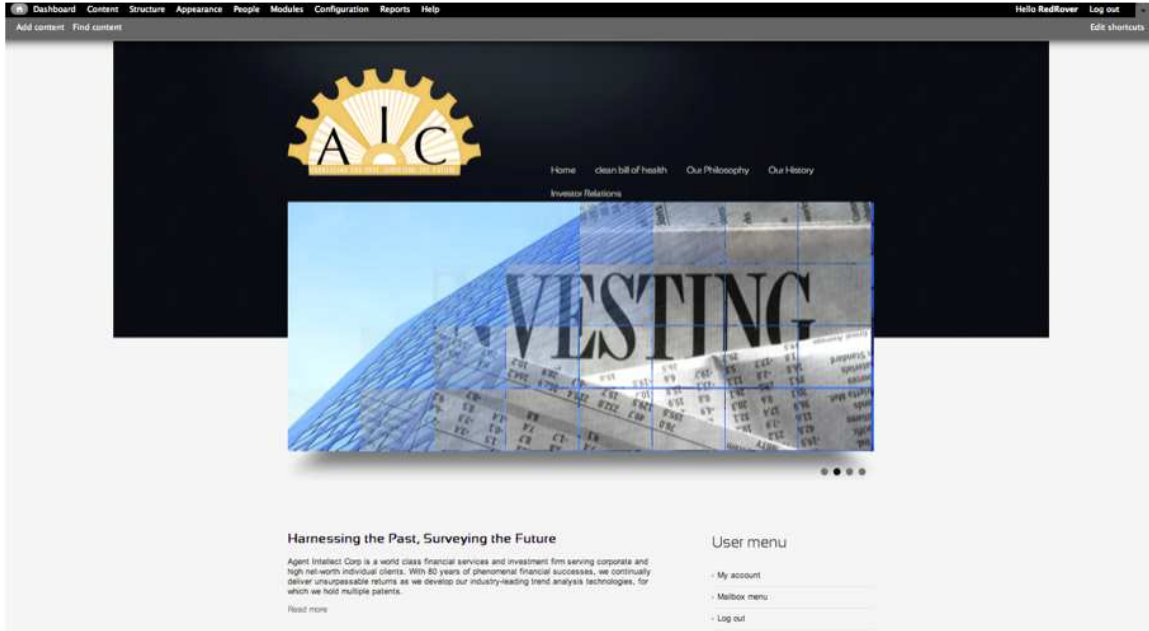 Dashboard Content Structure Appearance People Modules Configuration Reports Help Hello RedRover Log out
Add content Find content Edit shortcuts
A I C
Home clean bill of health Our Philosophy Our History
Investor Relations
INVESTING
Harnessing the Past, Surveying the Future
User menu
Agent Intellect Corp is a world class financial services and investment firm serving corporate and
high net-worth individual clients. With 80 years of phenomenal financial successes, we continually
deliver unsurpassable returns as we develop our industry-leading trend analysis technologies, for
which we hold multiple patents.
Read more
My account
Mailbox menu
Log out